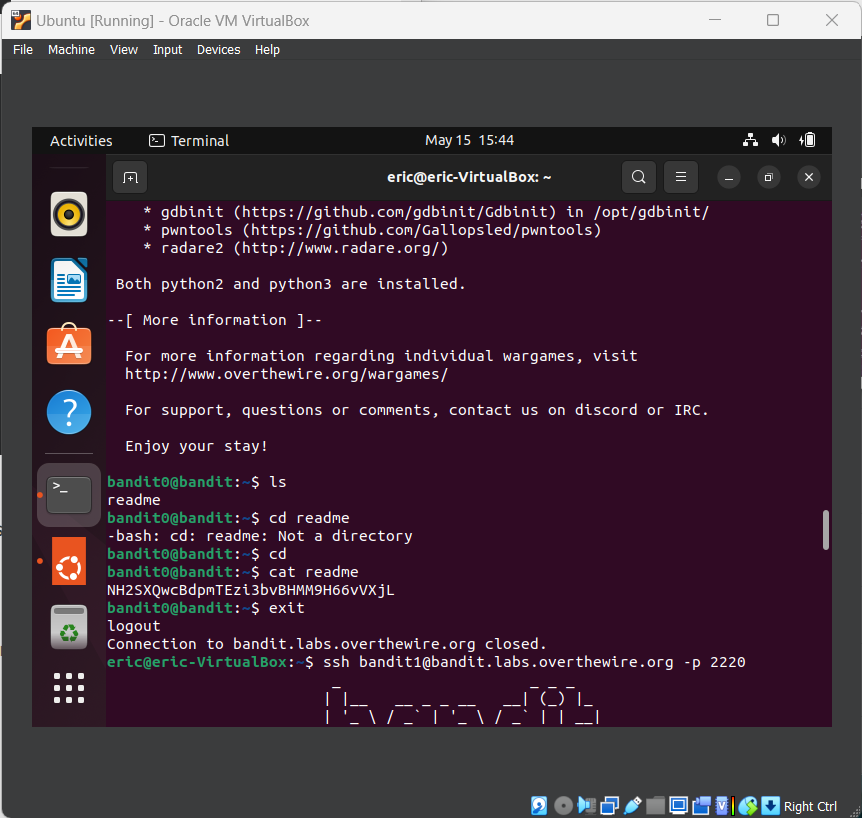 Ubuntu [Running] - Oracle VM VirtualBox
File Machine View Input Devices Help
Activities Terminal May 15 15:44
eric@eric-VirtualBox: ~
* gdbinit (https://github.com/gdbinit/Gdbinit) in /opt/gdbinit/
* pwntools (https://github.com/Gallopsled/pwntools)
* radare2 (http://www.radare.org/)
Both python2 and python3 are installed.
--[ More information ]--
For more information regarding individual wargames, visit
http://www.overthewire.org/wargames/
For support, questions or comments, contact us on discord or IRC.
Enjoy your stay!
bandit0@bandit:~$ ls
readme
bandit0@bandit:~$ cd readme
-bash: cd: readme: Not a directory
bandit0@bandit:~$ cd
bandit0@bandit:~$ cat readme
NH2SXQwcBdpmTEzi3bvBHMM9H66vVXjL
bandit0@bandit:~$ exit
logout
Connection to bandit.labs.overthewire.org closed.
eric@eric-VirtualBox:~$ ssh bandit1@bandit.labs.overthewire.org -p 2220
Right Ctrl